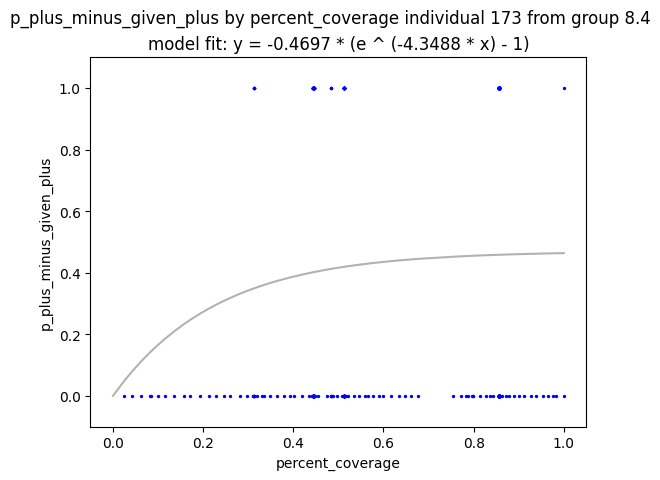 p_plus_minus_given_plus by percent_coverage individual 173 from group 8.4
model fit: y = -0.4697 * (e ^ (-4.3488 * x) - 1)
p_plus_minus_given_plus
1.0
0.8
0.6
0.4
0.2
0.0
0.0 0.2 0.4 0.6 0.8 1.0
percent_coverage